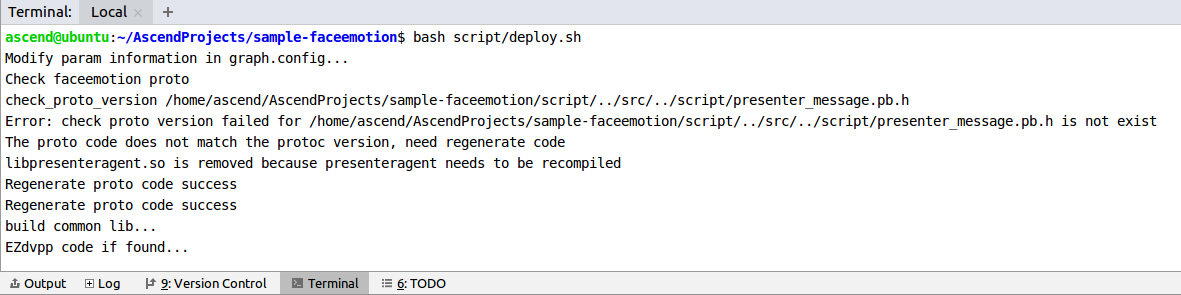 Terminal: Local × +
ascend@ubuntu:~/AscendProjects/sample-faceemotion$ bash script/deploy.sh
Modify param information in graph.config...
Check faceemotion proto
check_proto_version /home/ascend/AscendProjects/sample-faceemotion/script/../src/../script/presenter_message.pb.h
Error: check proto version failed for /home/ascend/AscendProjects/sample-faceemotion/script/../src/../script/presenter_message.pb.h is not exist
The proto code does not match the protoc version, need regenerate code
libpresenteragent.so is removed because presenteragent needs to be recompiled
Regenerate proto code success
Regenerate proto code success
build common lib...
EZdvpp code if found...
Output Log 9: Version Control Terminal 6: TODO